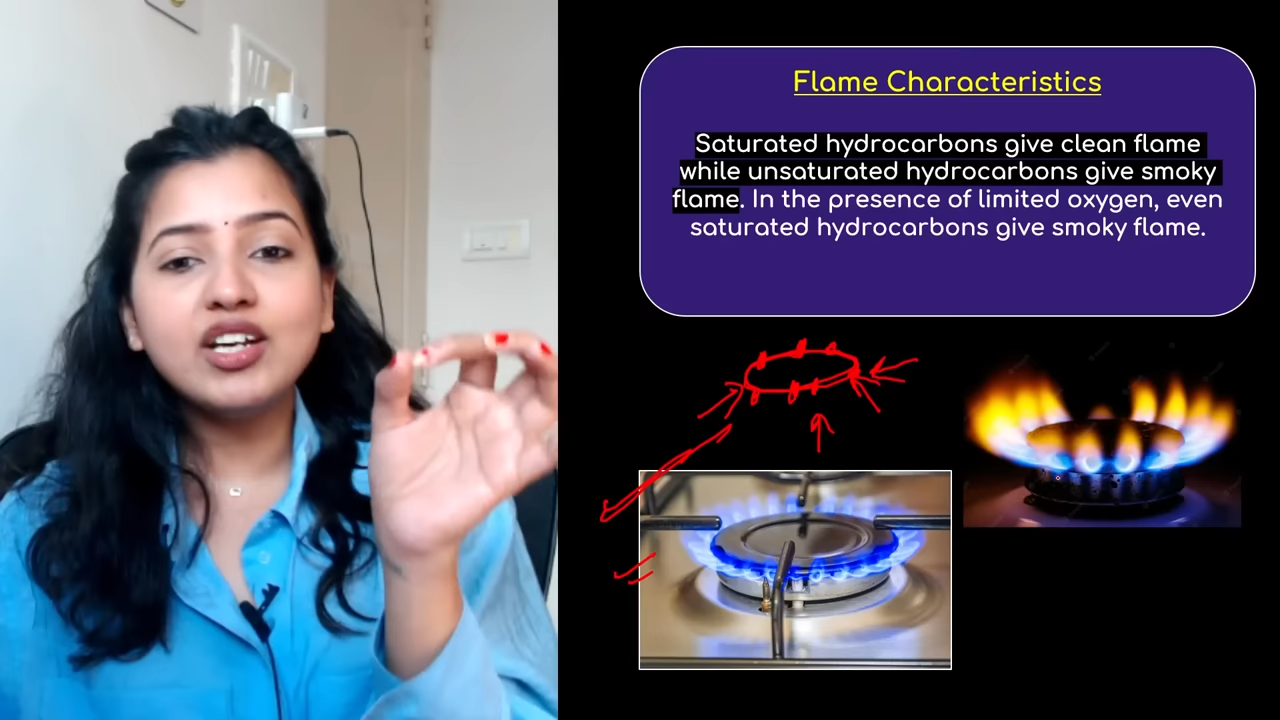 Flame Characteristics
Saturated hydrocarbons give clean flame
while unsaturated hydrocarbons give smoky
flame. In the presence of limited oxygen, even
saturated hydrocarbons give smoky flame.